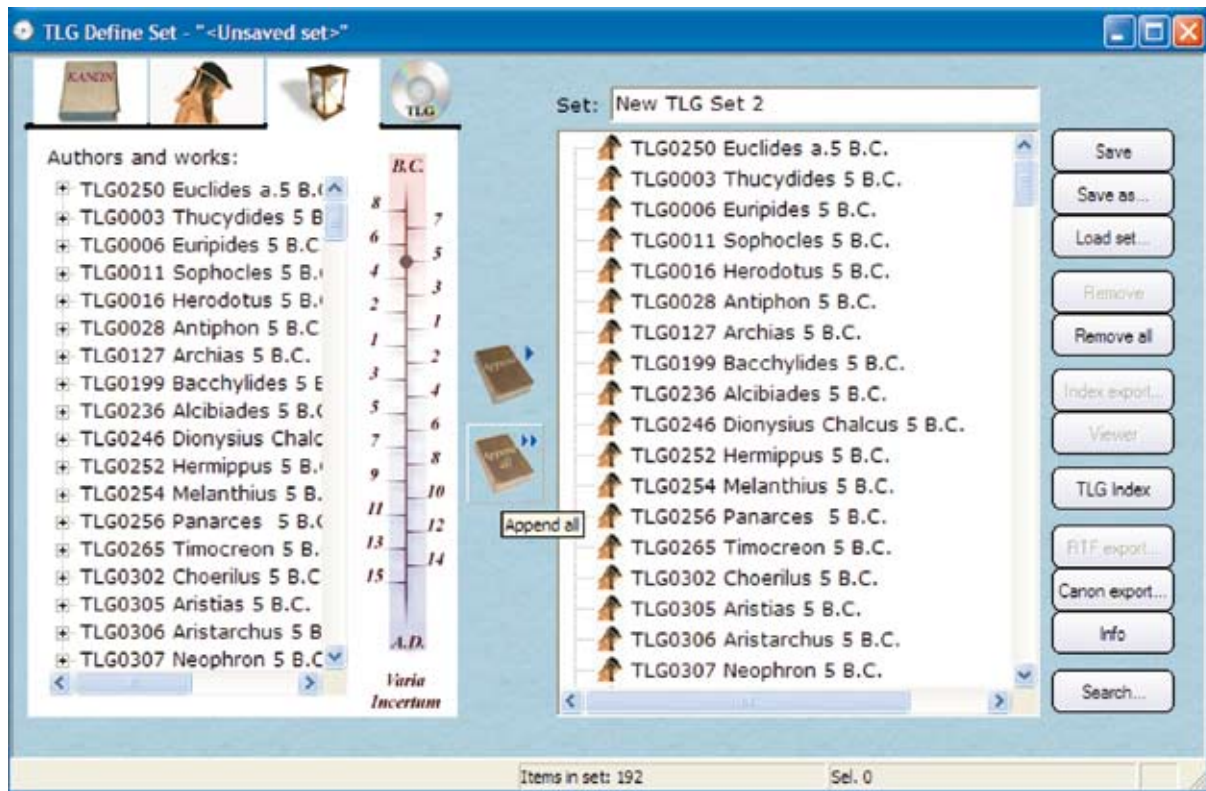 TLG Define Set - "<Unsaved set>"
KANON
TLG
Set: New TLG Set 2
Authors and works:
TLG0250 Euclides a.5 B.(
TLG0003 Thucydides 5 B
TLG0006 Euripides 5 B.C
TLG0011 Sophocles 5 B.
TLG0016 Herodotus 5 B.
TLG0028 Antiphon 5 B.C
TLG0127 Archias 5 B.C.
TLG0199 Bacchylides 5 B
TLG0236 Alcibiades 5 B.(
TLG0246 Dionysius Chalc
TLG0252 Hermippus 5 B.
TLG0254 Melanthius 5 B.
TLG0256 Panarces  5 B.(
TLG0265 Timocreon 5 B.
TLG0302 Choerilus 5 B.C
TLG0305 Aristias 5 B.C.
TLG0306 Aristarchus 5 B
TLG0307 Neophron 5 B.C
B.C.
8
7
6
5
4
3
2
1
1
2
3
4
5
6
7
8
9
10
11
12
13
14
15
A.D.
Varia
Incertum
Append
Append
all
Append all
TLG0250 Euclides a.5 B.C.
TLG0003 Thucydides 5 B.C.
TLG0006 Euripides 5 B.C.
TLG0011 Sophocles 5 B.C.
TLG0016 Herodotus 5 B.C.
TLG0028 Antiphon 5 B.C.
TLG0127 Archias 5 B.C.
TLG0199 Bacchylides 5 B.C.
TLG0236 Alcibiades 5 B.C.
TLG0246 Dionysius Chalcus 5 B.C.
TLG0252 Hermippus 5 B.C.
TLG0254 Melanthius 5 B.C.
TLG0256 Panarces  5 B.C.
TLG0265 Timocreon 5 B.C.
TLG0302 Choerilus 5 B.C.
TLG0305 Aristias 5 B.C.
TLG0306 Aristarchus 5 B.C.
TLG0307 Neophron 5 B.C.
Save
Save as...
Load set...
Remove
Remove all
Index export...
Viewer
TLG Index
RTF export...
Canon export...
Info
Search...
Items in set: 192
Sel. 0